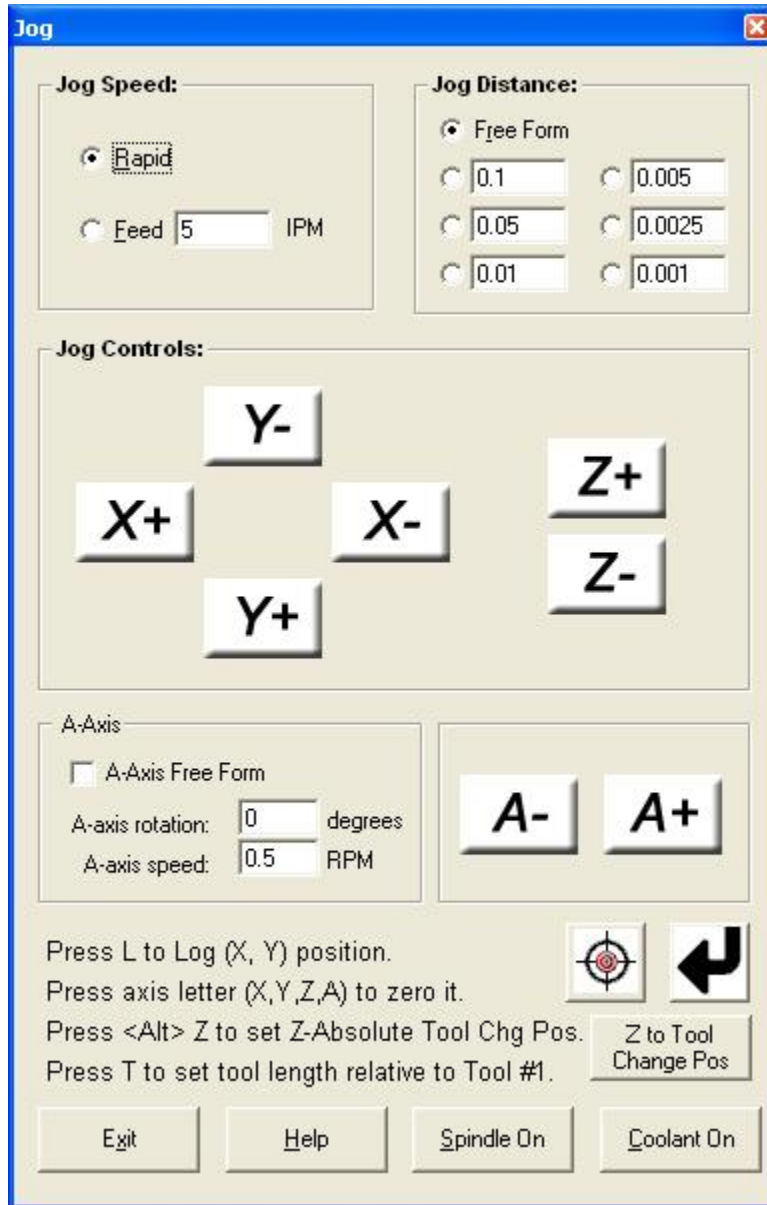 Jog
Jog Speed:
Rapid
Feed 5 IPM
Jog Distance:
Free Form
0.1 0.005
0.05 0.0025
0.01 0.001
Jog Controls:
Y-
X+ X-
Y+
Z+
Z-
A-Axis
A-Axis Free Form
A-axis rotation: 0 degrees
A-axis speed: 0.5 RPM
A- A+
Press L to Log (X, Y) position.
Press axis letter (X,Y,Z,A) to zero it.
Press <Alt> Z to set Z-Absolute Tool Chg Pos.
Press T to set tool length relative to Tool #1.
Z to Tool
Change Pos
Exit Help Spindle On Coolant On